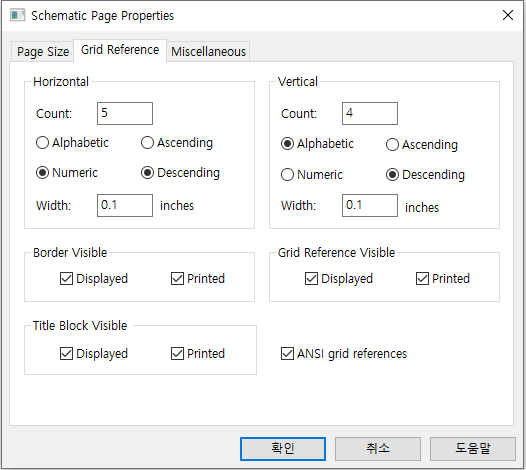 Schematic Page Properties
Page Size Grid Reference Miscellaneous
Horizontal
Count: 5
Alphabetic Ascending
Numeric Descending
Width: 0.1 inches
Vertical
Count: 4
Alphabetic Ascending
Numeric Descending
Width: 0.1 inches
Border Visible
Displayed Printed
Grid Reference Visible
Displayed Printed
Title Block Visible
Displayed Printed
ANSI grid references
확인 취소 도움말